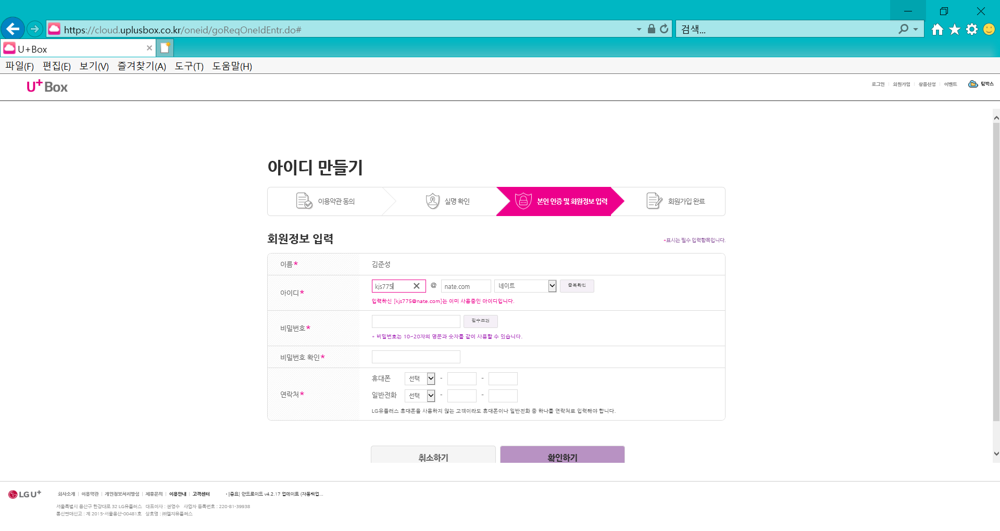 https://cloud.uplusbox.co.kr/oneid/goReqOneIdEntr.do#
검색...
U+Box
파일(F) 편집(E) 보기(V) 즐겨찾기(A) 도구(T) 도움말(H)
U+ Box
로그인 회원가입 상품신청 이벤트 팀박스
아이디 만들기
이용약관 동의 실명 확인 본인 인증 및 회원정보 입력 회원가입 완료
회원정보 입력
*표시는 필수 입력항목입니다.
이름* 김준성
아이디* kjs775 @ nate.com 네이트 중복확인
입력하신 [kjs775@nate.com]는 이미 사용중인 아이디입니다.
비밀번호* 필수조건
* 비밀번호는 10~20자의 영문과 숫자를 같이 사용할 수 있습니다.
비밀번호 확인*
연락처*
휴대폰 선택 - -
일반전화 선택 - -
LG유플러스 휴대폰을 사용하지 않는 고객이라도 휴대폰이나 일반전화 중 하나를 연락처로 입력해야 합니다.
취소하기 확인하기
LG U+
회사소개 이용약관 개인정보처리방침 제휴문의 이용안내 고객센터 · [중요] 안드로이드 v4.2.17 업데이트 (자동백업...
서울특별시 용산구 한강대로 32 LG유플러스 대표이사 : 권영수 사업자 등록번호 : 220-81-39938
통신판매신고 : 제 2015-서울용산-00481호 상호명 : ㈜엘지유플러스